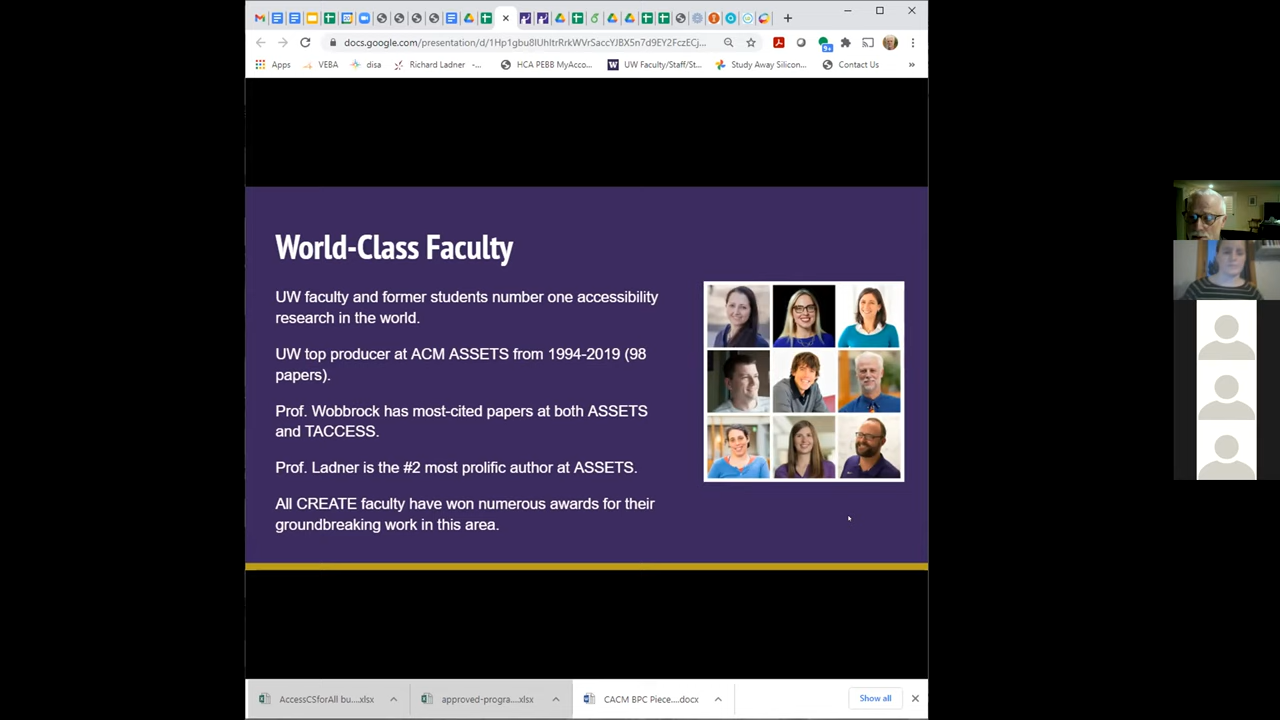 docs.google.com/presentation/d/1Hp1gbu8lUhItrRrkWVrSaccYJBX5n7d9EY2FczECj...
9+
Apps
VEBA
disa
Richard Ladner -...
HCA PEBB MyAcco...
UW Faculty/Staff/St...
Study Away Silicon...
Contact Us
»
World-Class Faculty
UW faculty and former students number one accessibility
research in the world.
UW top producer at ACM ASSETS from 1994-2019 (98
papers).
Prof. Wobbrock has most-cited papers at both ASSETS
and TACCESS.
Prof. Ladner is the #2 most prolific author at ASSETS.
All CREATE faculty have won numerous awards for their
groundbreaking work in this area.
AccessCSforAll bu....xlsx
approved-progra....xlsx
CACM BPC Piece....docx
Show all